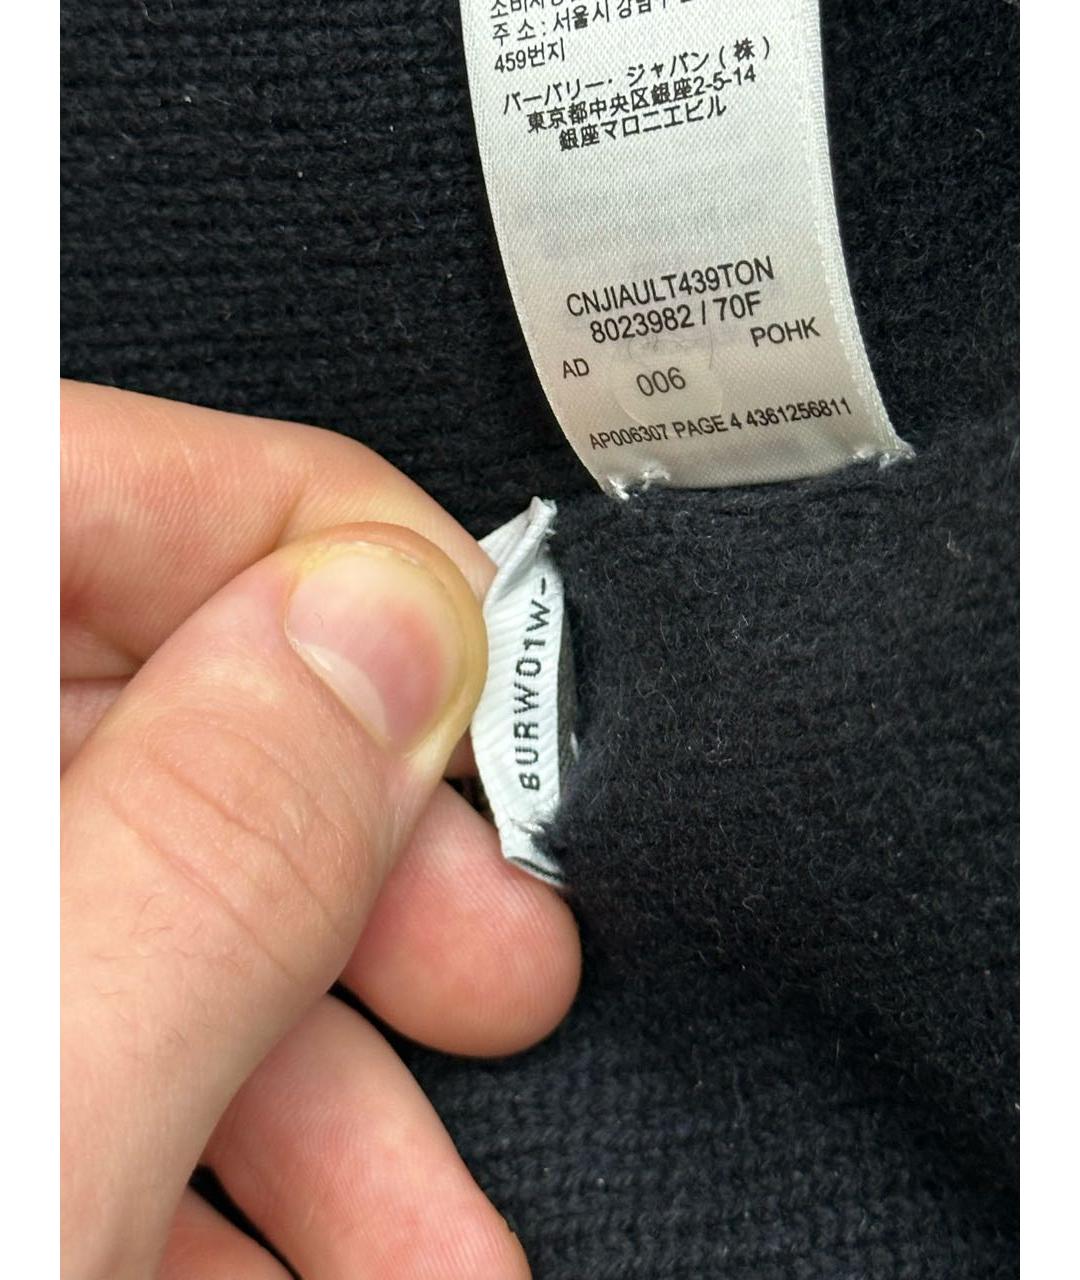 주 소 : 서울시 강남구
459번지
バーバリー・ジャパン ( 株 )
東京都中央区銀座2-5-14
銀座マロニエビル
CNJIAULT439TON
8023982 / 70F
AD POHK
006
AP006307 PAGE 4 4361256811
BURW01W-